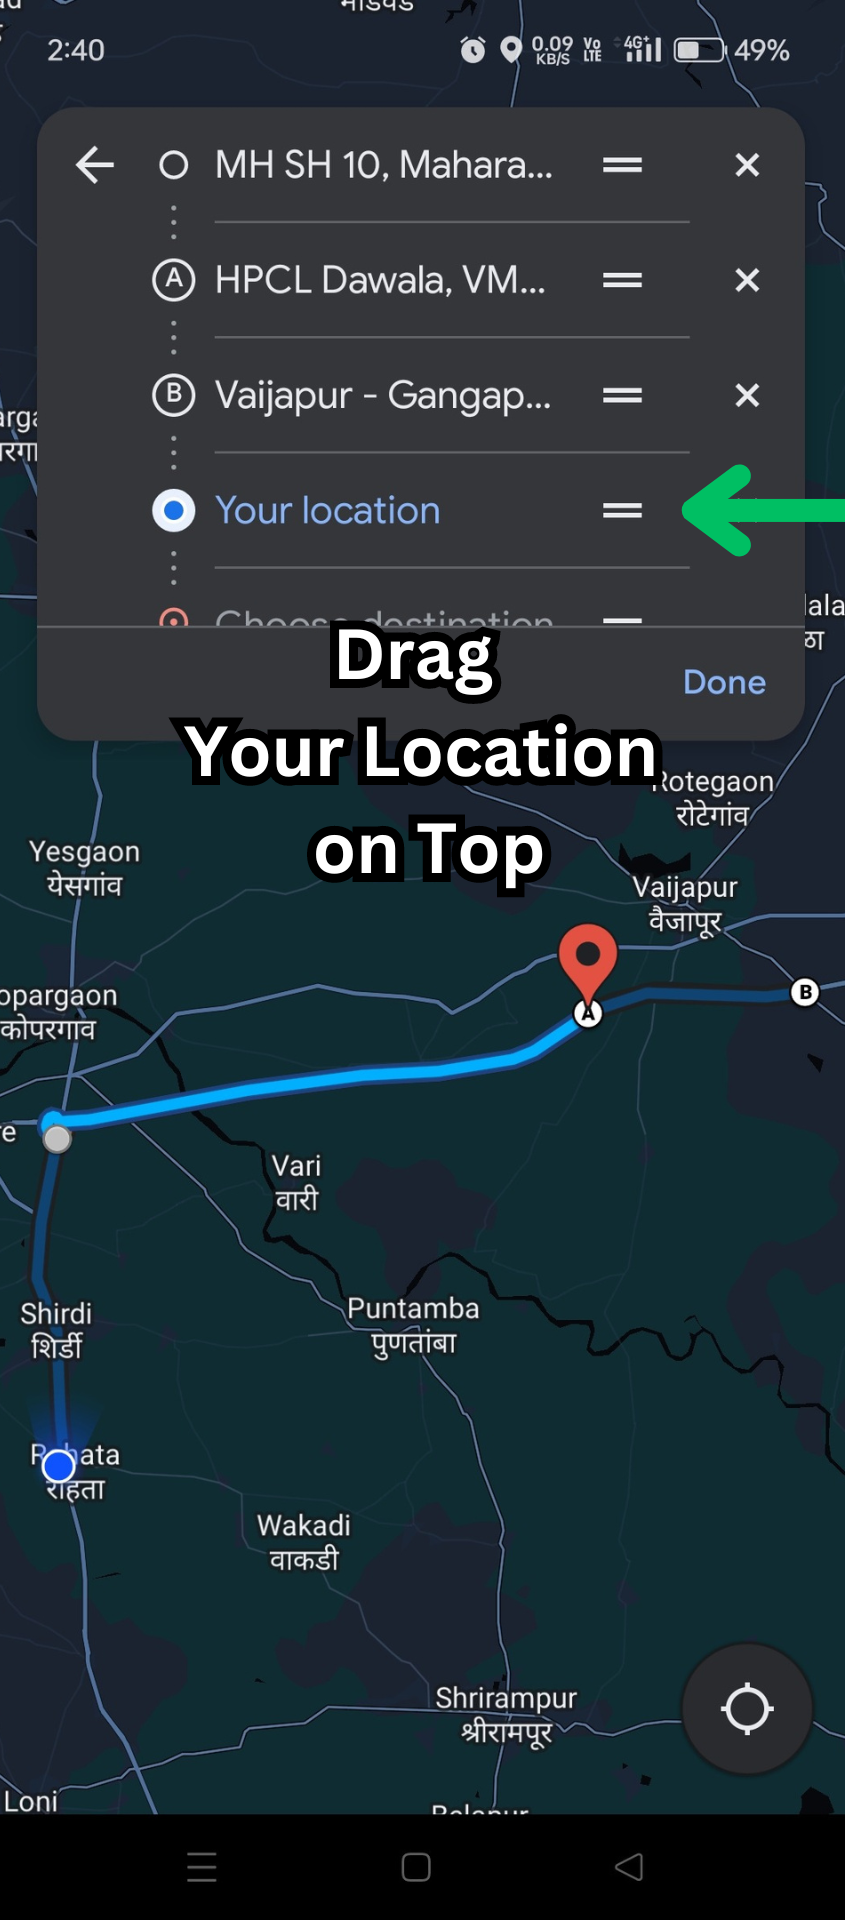 2:40
0.09
KB/S
Vo
LTE
4G+
49%
MH SH 10, Mahara...
A
HPCL Dawala, VM...
B
Vaijapur - Gangap...
Your location
Choose destination
Done
Drag
Your Location
on Top
Rotegaon
रोटेगांव
Yesgaon
येसगांव
Vaijapur
वैजापूर
opargaon
कोपरगाव
A
B
Vari
वारी
Shirdi
शिर्डी
Puntamba
पुणतांबा
Rahata
राहता
Wakadi
वाकडी
Shrirampur
श्रीरामपूर
Loni